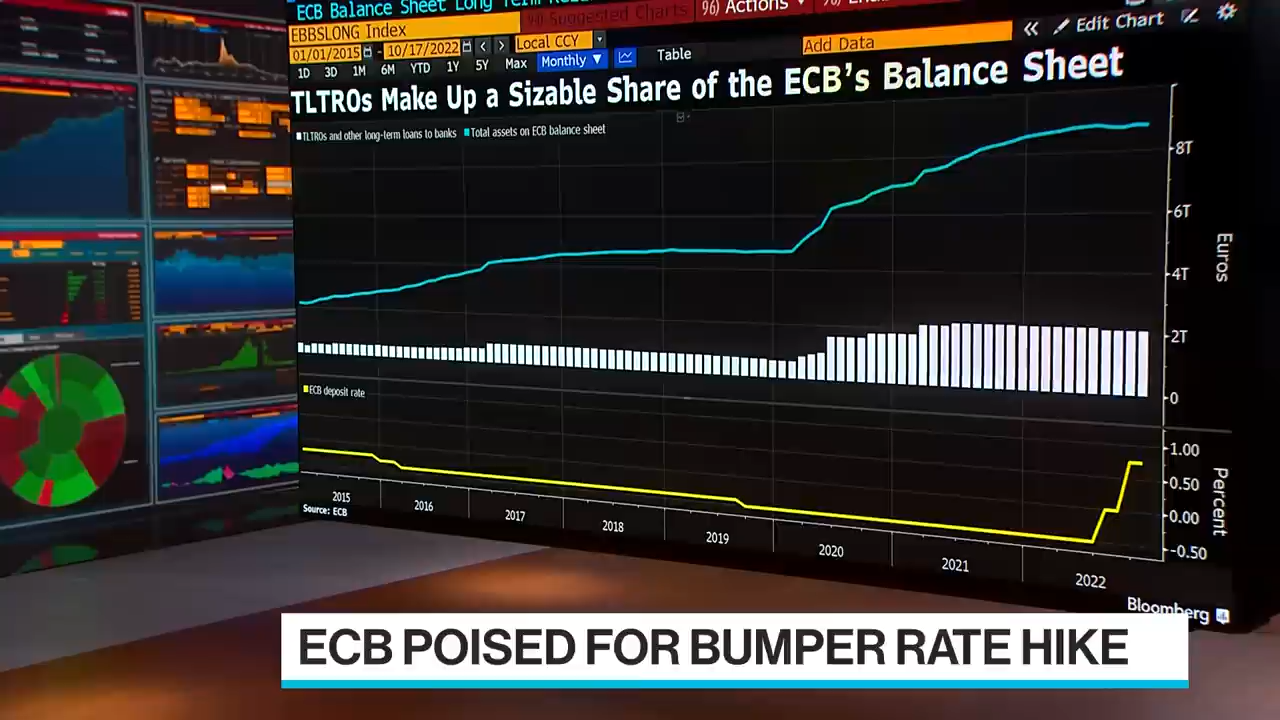 ECB Balance Sheet Long Term
90) Suggested Charts
96) Actions
EBBSLONG Index
01/01/2015 - 10/17/2022
Local CCY
Add Data
Edit Chart
1D 3D 1M 6M YTD 1Y 5Y Max Monthly Table
TLTROs Make Up a Sizable Share of the ECB's Balance Sheet
TLTROs and other long-term loans to banks Total assets on ECB balance sheet
8T
6T
4T
2T
0
Euros
ECB deposit rate
1.00
0.50
0.00
-0.50
Percent
2015 2016 2017 2018 2019 2020 2021 2022
Source: ECB
Bloomberg
ECB POISED FOR BUMPER RATE HIKE